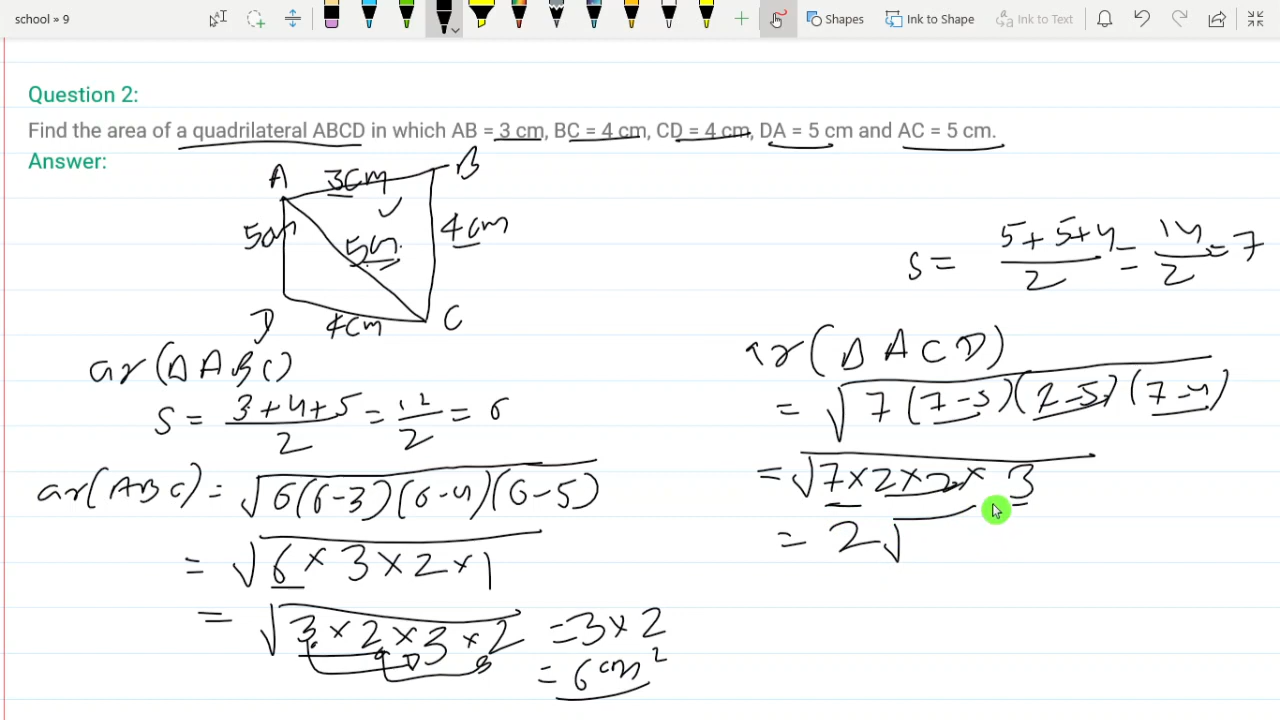 school » 9
Shapes
Ink to Shape
Ink to Text
Question 2:
Find the area of a quadrilateral ABCD in which AB = 3 cm, BC = 4 cm, CD = 4 cm, DA = 5 cm and AC = 5 cm.
Answer:
A 3cm B
5cm 5cm 4cm
D 4cm C
ar(Δ ABC)
S = 3+4+5/2 = 12/2 = 6
ar(ABC) = √6(6-3)(6-4)(6-5)
= √6×3×2×1
= √3×2×3×2 = 3×2
= 6cm²
S = 5+5+4/2 = 14/2 = 7
ar(Δ ACD)
= √7(7-5)(7-5)(7-4)
= √7×2×2×3
= 2√